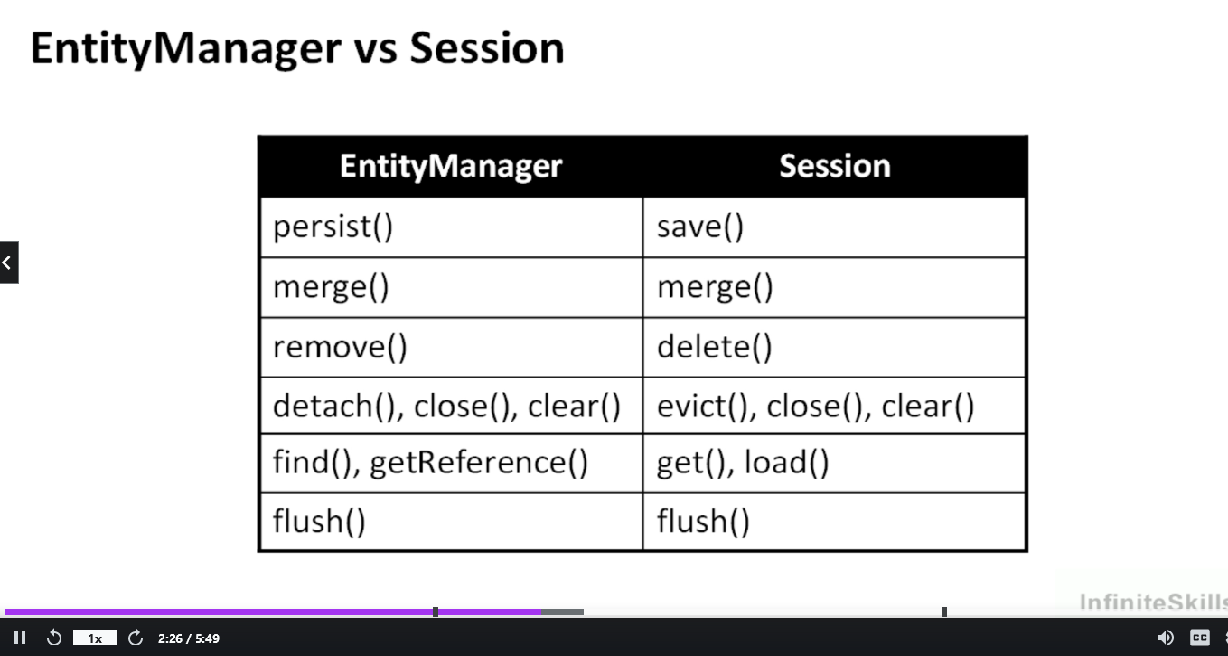 EntityManager vs Session
EntityManager Session
persist() save()
merge() merge()
remove() delete()
detach(), close(), clear() evict(), close(), clear()
find(), getReference() get(), load()
flush() flush()
InfiniteSkills
1x 2:26 / 5:49 CC